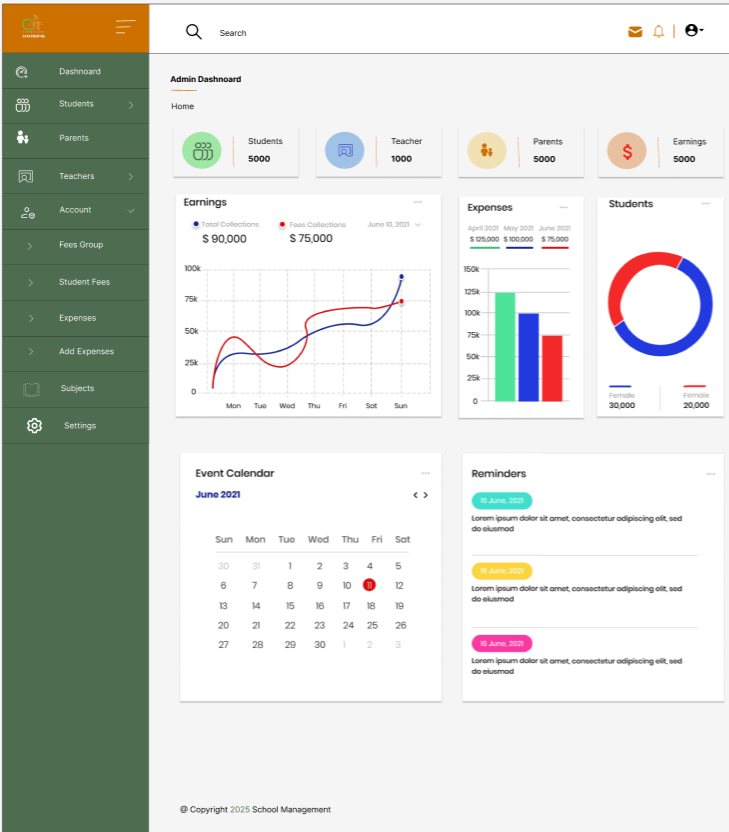 Search
Dashnoard
Students
Parents
Teachers
Account
Fees Group
Student Fees
Expenses
Add Expenses
Subjects
Settings
Admin Dashnoard
Home
Students
5000
Teacher
1000
Parents
5000
Earnings
5000
Earnings
Total Collections
$ 90,000
Fees Collections
$ 75,000
June 10, 2021
100k
75k
50k
25k
0
Mon Tue Wed Thu Fri Sat Sun
Expenses
April 2021 May 2021 June 2021
$ 125,000 $ 100,000 $ 75,000
150k
125k
100k
75k
50k
25k
0
Students
Female
30,000
Female
20,000
Event Calendar
June 2021
< >
Sun Mon Tue Wed Thu Fri Sat
30 31 1 2 3 4 5
6 7 8 9 10 11 12
13 14 15 16 17 18 19
20 21 22 23 24 25 26
27 28 29 30 1 2 3
Reminders
16 June, 2021
Lorem ipsum dolor sit amet, consectetur adipiscing elit, sed
do eiusmod
16 June, 2021
Lorem ipsum dolor sit amet, consectetur adipiscing elit, sed
do eiusmod
16 June, 2021
Lorem ipsum dolor sit amet, consectetur adipiscing elit, sed
do eiusmod
@ Copyright 2025 School Management